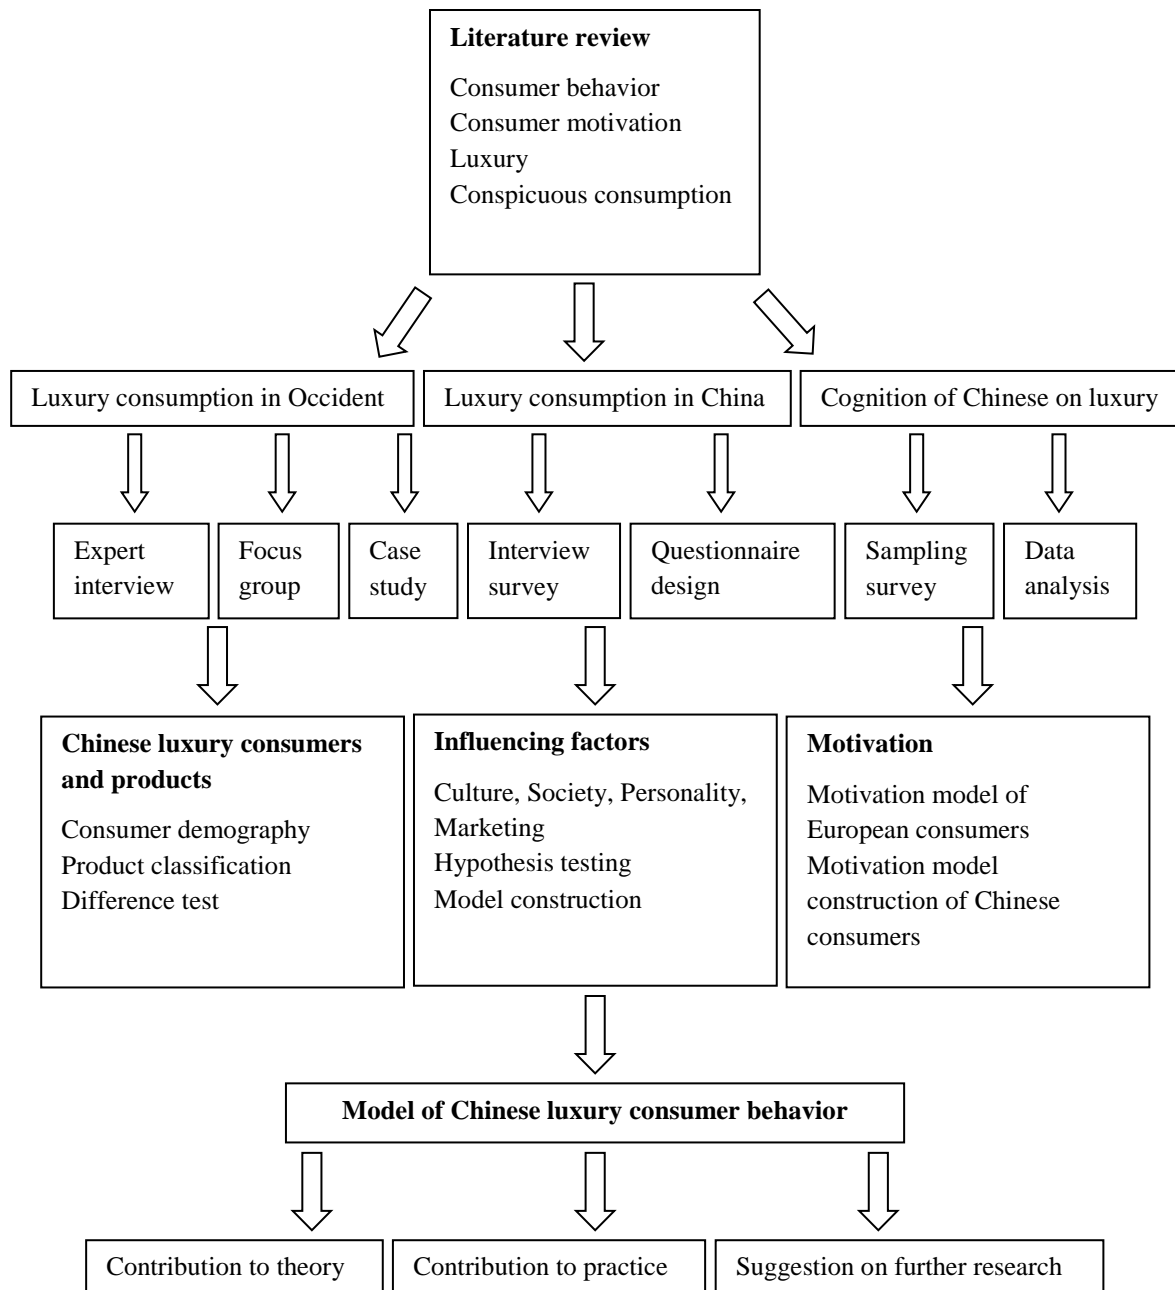 Literature review
Consumer behavior
Consumer motivation
Luxury
Conspicuous consumption
Luxury consumption in Occident
Luxury consumption in China
Cognition of Chinese on luxury
Expert
interview
Focus
group
Case
study
Interview
survey
Questionnaire
design
Sampling
survey
Data
analysis
Chinese luxury consumers
and products
Consumer demography
Product classification
Difference test
Influencing factors
Culture, Society, Personality,
Marketing
Hypothesis testing
Model construction
Motivation
Motivation model of
European consumers
Motivation model
construction of Chinese
consumers
Model of Chinese luxury consumer behavior
Contribution to theory
Contribution to practice
Suggestion on further research